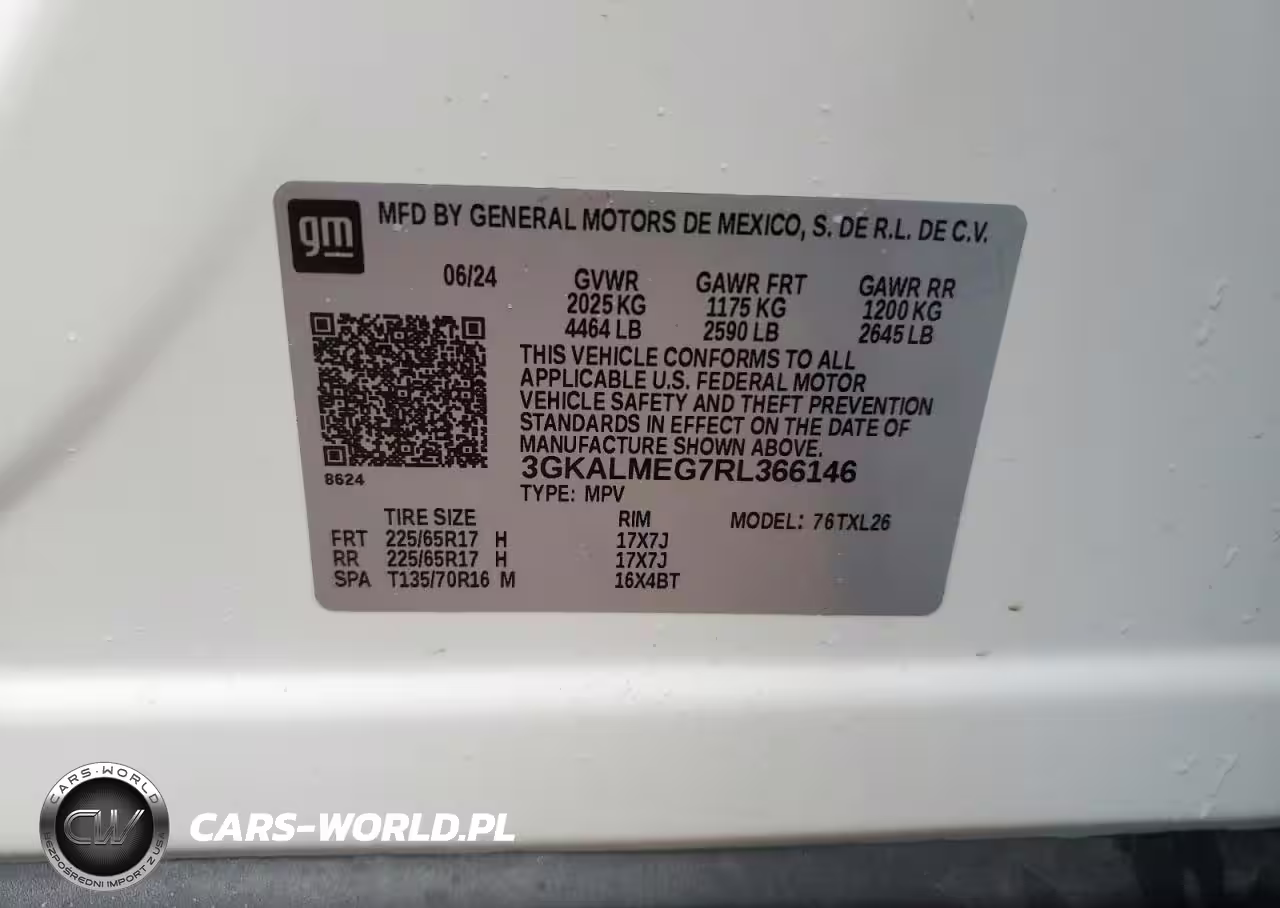 gm
MFD BY GENERAL MOTORS DE MEXICO, S. DE R.L. DE C.V.
06/24 GVWR GAWR FRT GAWR RR
2025 KG 1175 KG 1200 KG
4464 LB 2590 LB 2645 LB
THIS VEHICLE CONFORMS TO ALL
APPLICABLE U.S. FEDERAL MOTOR
VEHICLE SAFETY AND THEFT PREVENTION
STANDARDS IN EFFECT ON THE DATE OF
MANUFACTURE SHOWN ABOVE.
3GKALMEG7RL366146
8624
TYPE: MPV
TIRE SIZE RIM MODEL: 76TXL26
FRT 225/65R17 H 17X7J
RR 225/65R17 H 17X7J
SPA T135/70R16 M 16X4BT
CARS-WORLD
CW
BEZPOŚREDNI IMPORT Z USA
CARS-WORLD.PL